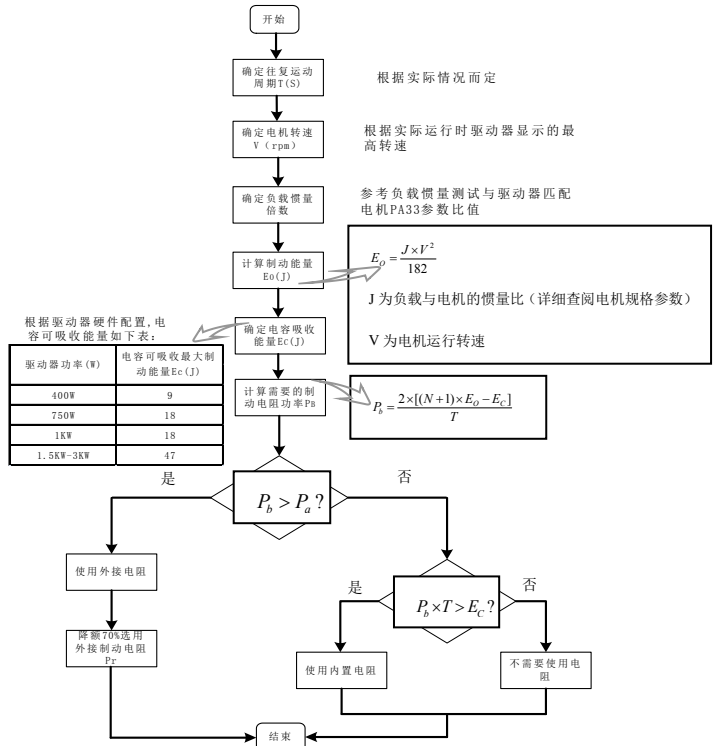 开始
确定往复运动
周期T(S)
根据实际情况而定
确定电机转速
V（rpm）
根据实际运行时驱动器显示的最
高转速
确定负载惯量
倍数
参考负载惯量测试与驱动器匹配
电机PA33参数比值
计算制动能量
Eo(J)
E_O = J×V² / 182
J 为负载与电机的惯量比（详细查阅电机规格参数）
V 为电机运行转速
确定电容吸收
能量Ec(J)
根据驱动器硬件配置,电
容可吸收能量如下表：
驱动器功率(W) 电容可吸收最大制动能量Ec(J)
400W 9
750W 18
1KW 18
1.5KW-3KW 47
计算需要的制
动电阻功率PB
P_b = 2×[(N+1)×E_O−E_C] / T
P_b > P_a ?
是
否
使用外接电阻
降额70%选用
外接制动电阻
Pr
P_b×T > E_C ?
是
否
使用内置电阻
不需要使用电
阻
结束